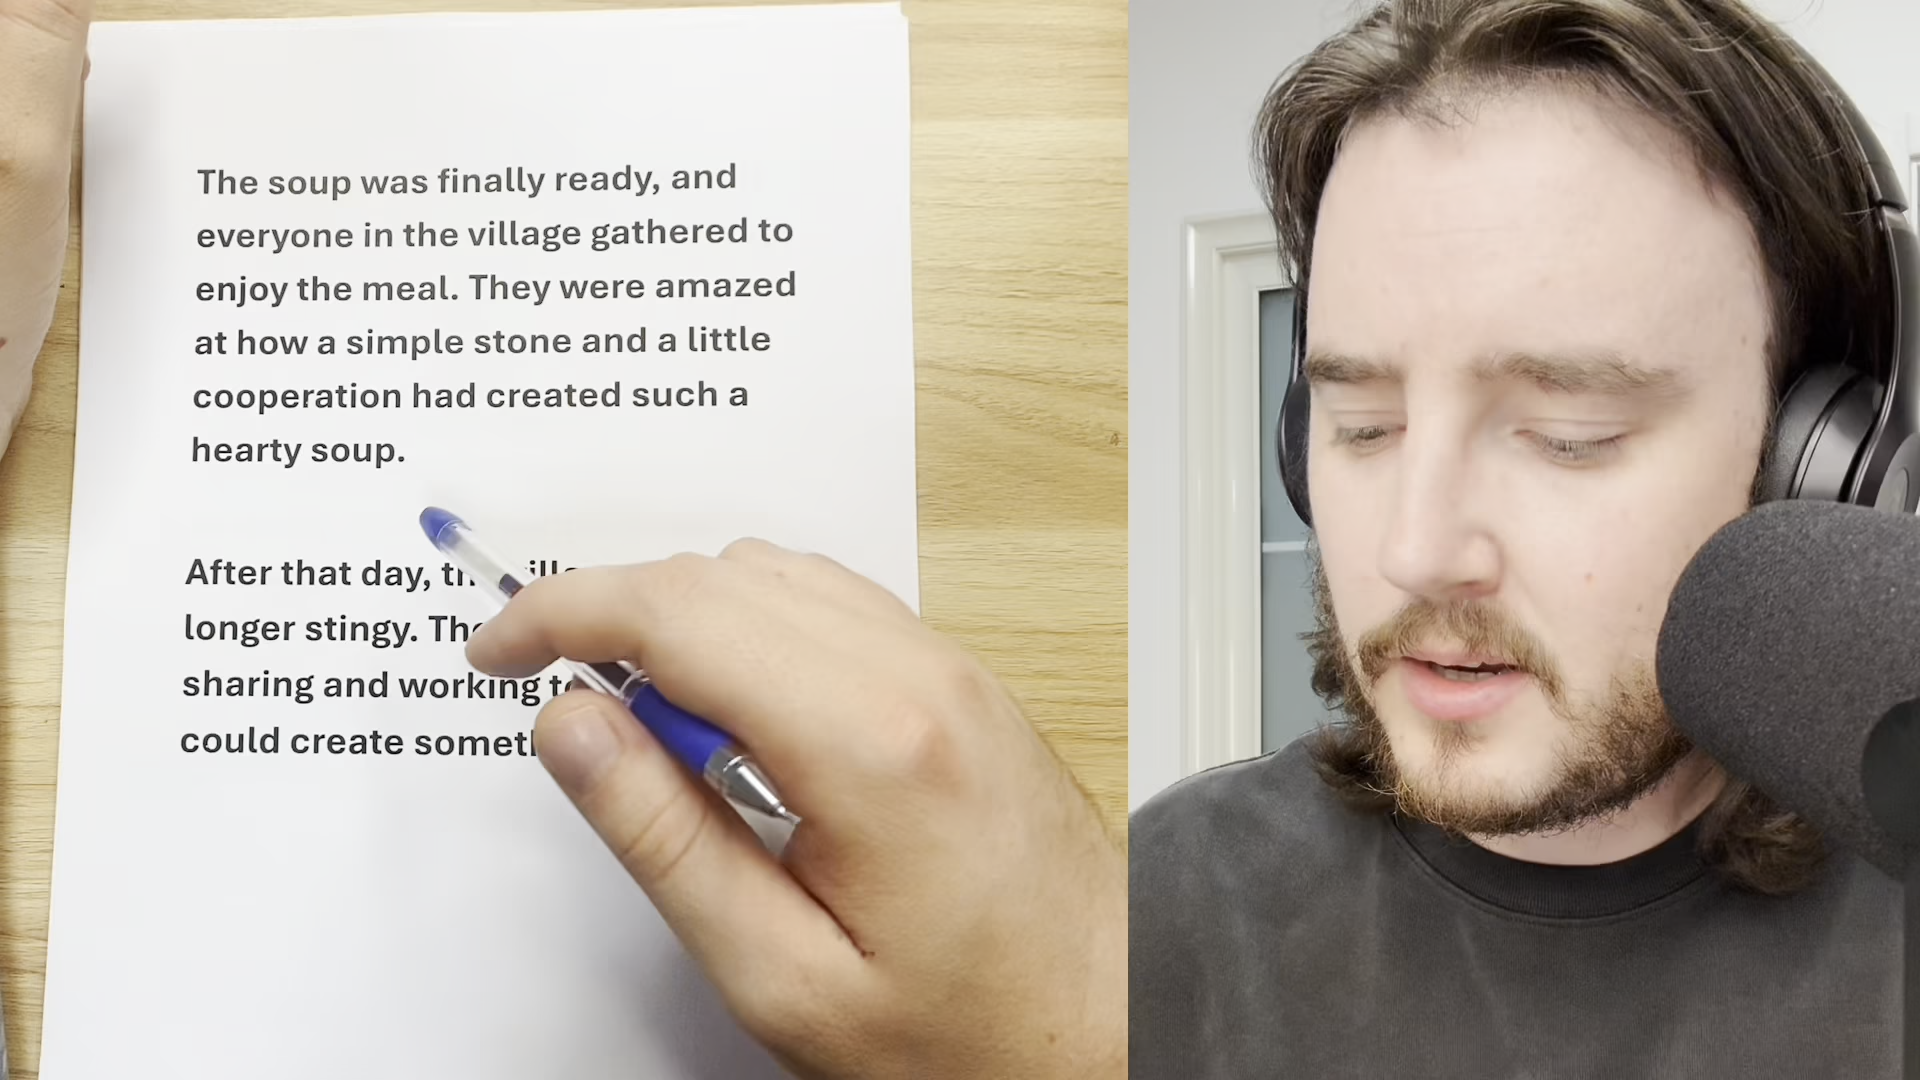 The soup was finally ready, and
everyone in the village gathered to
enjoy the meal. They were amazed
at how a simple stone and a little
cooperation had created such a
hearty soup.
After that day,
longer stingy.
sharing and working
could create